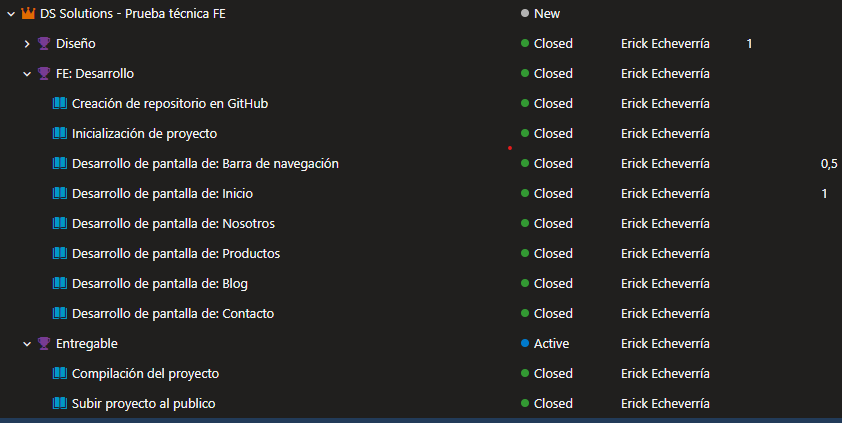 DS Solutions - Prueba técnica FE New
Diseño Closed Erick Echeverría 1
FE: Desarrollo Closed Erick Echeverría
Creación de repositorio en GitHub Closed Erick Echeverría
Inicialización de proyecto Closed Erick Echeverría
Desarrollo de pantalla de: Barra de navegación Closed Erick Echeverría 0,5
Desarrollo de pantalla de: Inicio Closed Erick Echeverría 1
Desarrollo de pantalla de: Nosotros Closed Erick Echeverría
Desarrollo de pantalla de: Productos Closed Erick Echeverría
Desarrollo de pantalla de: Blog Closed Erick Echeverría
Desarrollo de pantalla de: Contacto Closed Erick Echeverría
Entregable Active Erick Echeverría
Compilación del proyecto Closed Erick Echeverría
Subir proyecto al publico Closed Erick Echeverría